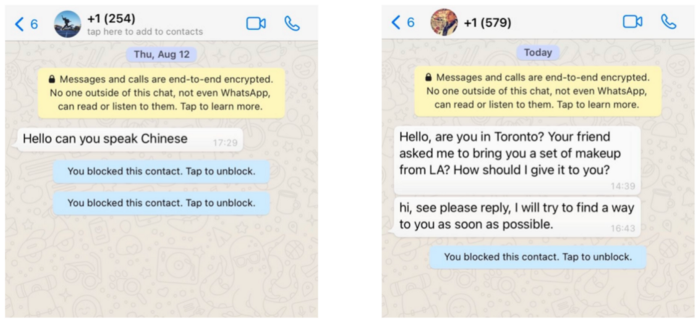 6
+1 (254)
tap here to add to contacts
Thu, Aug 12
Messages and calls are end-to-end encrypted.
No one outside of this chat, not even WhatsApp,
can read or listen to them. Tap to learn more.
Hello can you speak Chinese
17:29
You blocked this contact. Tap to unblock.
You blocked this contact. Tap to unblock.
6
+1 (579)
Today
Messages and calls are end-to-end encrypted.
No one outside of this chat, not even WhatsApp,
can read or listen to them. Tap to learn more.
Hello, are you in Toronto? Your friend
asked me to bring you a set of makeup
from LA? How should I give it to you?
14:39
hi, see please reply, I will try to find a way
to you as soon as possible.
16:43
You blocked this contact. Tap to unblock.